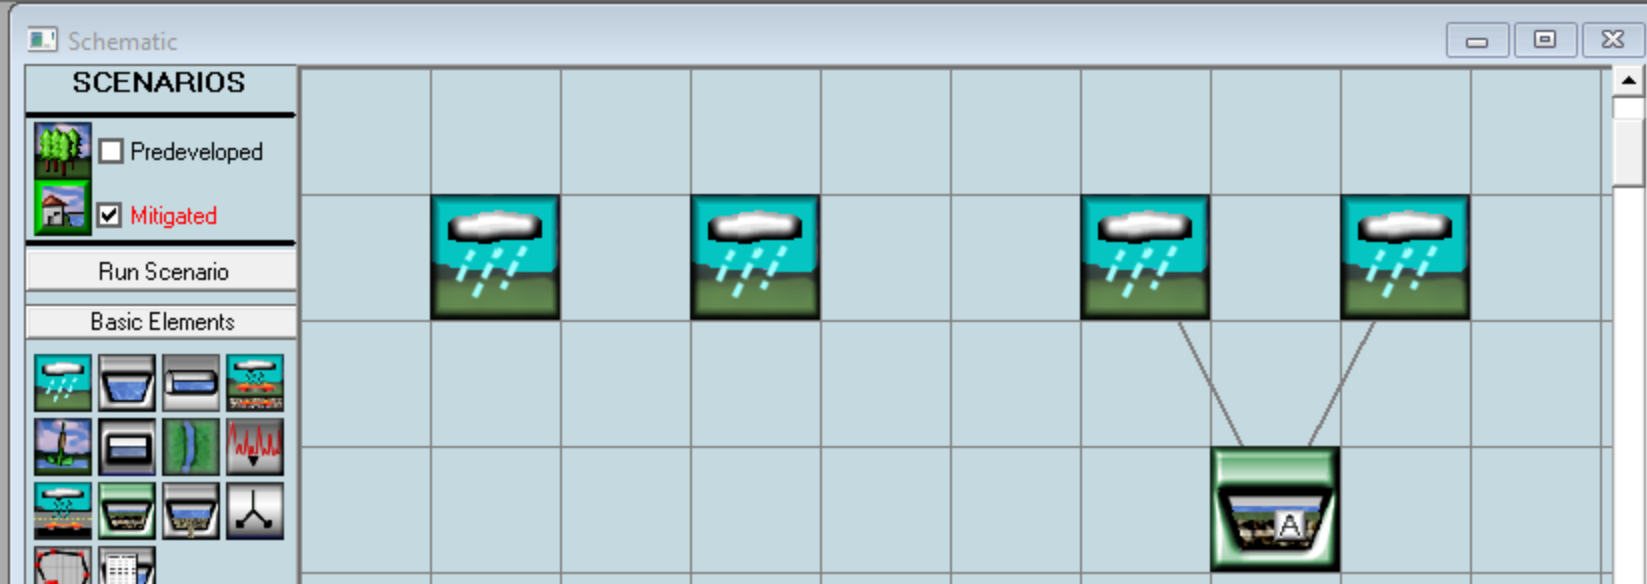 Schematic
SCENARIOS
Predeveloped
Mitigated
Run Scenario
Basic Elements
A